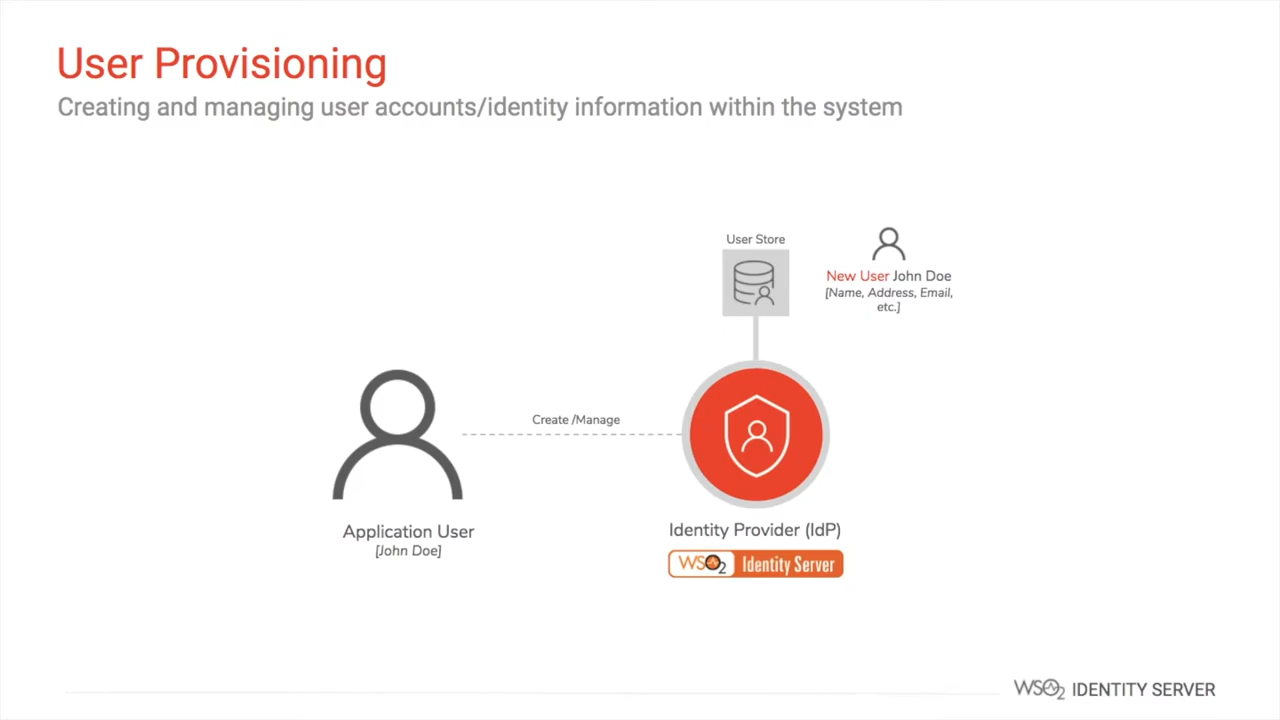 User Provisioning
Creating and managing user accounts/identity information within the system
User Store
New User John Doe
[Name, Address, Email,
etc.]
Create /Manage
Application User
[John Doe]
Identity Provider (IdP)
WSO2 Identity Server
WSO2 IDENTITY SERVER